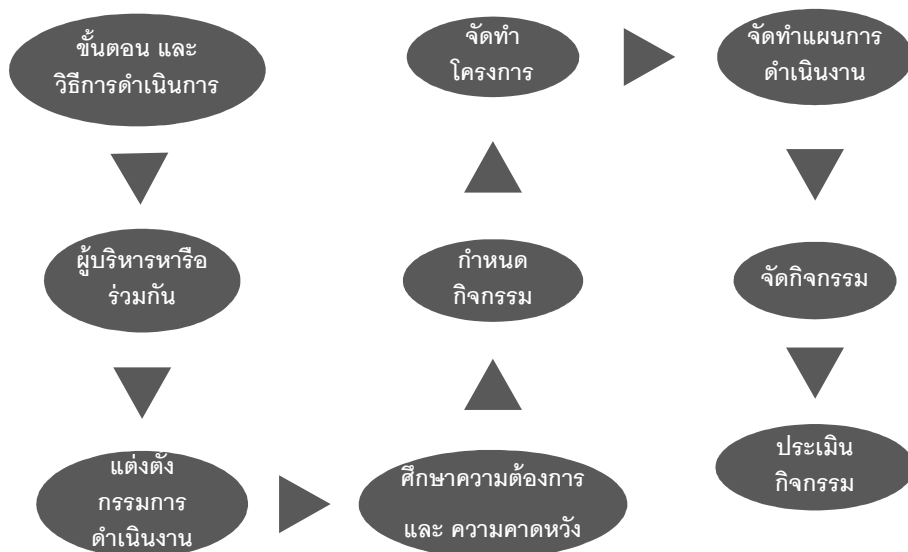 ขั้นตอน และ
วิธีการดำเนินการ
ผู้บริหารหารือ
ร่วมกัน
แต่งตั้ง
กรรมการ
ดำเนินงาน
ศึกษาความต้องการ
และ ความคาดหวัง
กำหนด
กิจกรรม
จัดทำ
โครงการ
จัดทำแผนการ
ดำเนินงาน
จัดกิจกรรม
ประเมิน
กิจกรรม